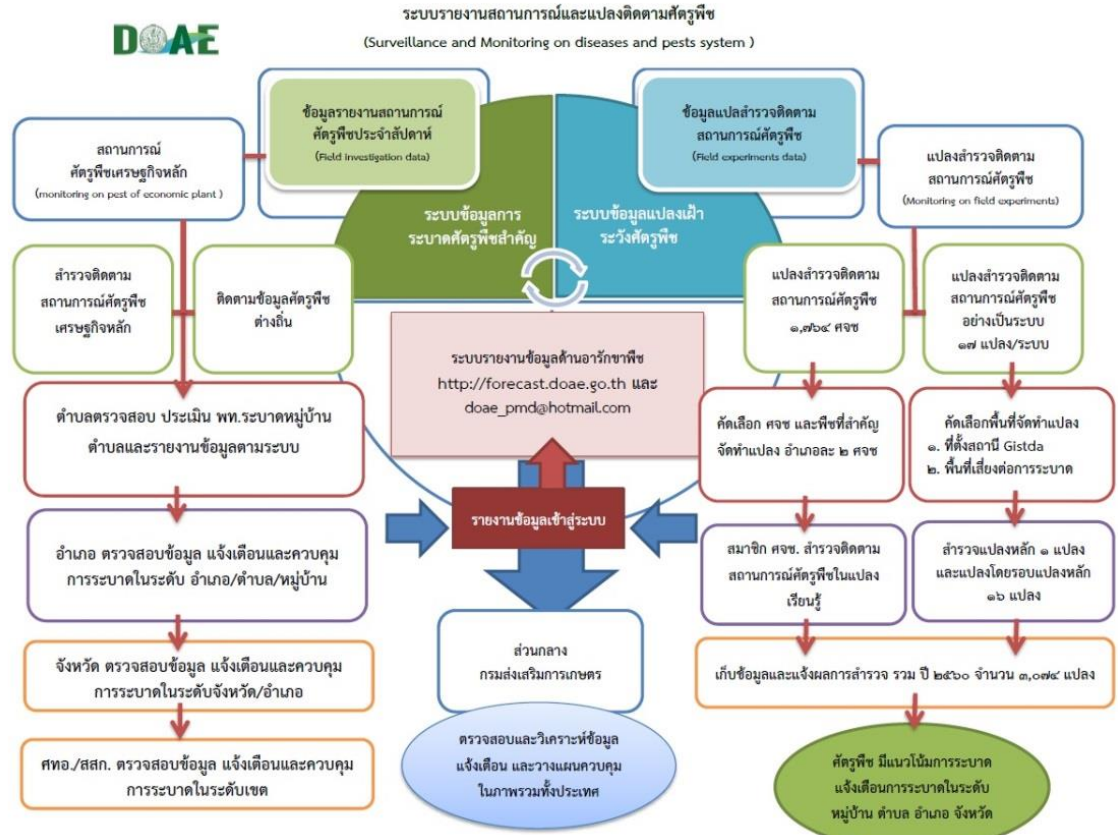 DOAE
ระบบรายงานสถานการณ์และแปลงติดตามศัตรูพืช
(Surveillance and Monitoring on diseases and pests system )
ข้อมูลรายงานสถานการณ์
ศัตรูพืชประจำสัปดาห์
(Field investigation data)
ข้อมูลแปลสำรวจติดตาม
สถานการณ์ศัตรูพืช
(Field experiments data)
สถานการณ์
ศัตรูพืชเศรษฐกิจหลัก
(monitoring on pest of economic plant )
แปลงสำรวจติดตาม
สถานการณ์ศัตรูพืช
(Monitoring on field experiments)
ระบบข้อมูลการ
ระบาดศัตรูพืชสำคัญ
ระบบข้อมูลแปลงเฝ้า
ระวังศัตรูพืช
สำรวจติดตาม
สถานการณ์ศัตรูพืช
เศรษฐกิจหลัก
ติดตามข้อมูลศัตรูพืช
ต่างถิ่น
แปลงสำรวจติดตาม
สถานการณ์ศัตรูพืช
๑,๗๖๔ ศจช
แปลงสำรวจติดตาม
สถานการณ์ศัตรูพืช
อย่างเป็นระบบ
๑๗ แปลง/ระบบ
ระบบรายงานข้อมูลด้านอารักขาพืช
http://forecast.doae.go.th และ
doae_pmd@hotmail.com
ตำบลตรวจสอบ ประเมิน พท.ระบาดหมู่บ้าน
ตำบลและรายงานข้อมูลตามระบบ
คัดเลือก ศจช และพืชที่สำคัญ
จัดทำแปลง อำเภอละ ๒ ศจช
คัดเลือกพื้นที่จัดทำแปลง
๑. ที่ตั้งสถานี Gistda
๒. พื้นที่เสี่ยงต่อการระบาด
รายงานข้อมูลเข้าสู่ระบบ
อำเภอ ตรวจสอบข้อมูล แจ้งเตือนและควบคุม
การระบาดในระดับ อำเภอ/ตำบล/หมู่บ้าน
สมาชิก ศจช. สำรวจติดตาม
สถานการณ์ศัตรูพืชในแปลง
เรียนรู้
สำรวจแปลงหลัก ๑ แปลง
และแปลงโดยรอบแปลงหลัก
๑๖ แปลง
ส่วนกลาง
กรมส่งเสริมการเกษตร
จังหวัด ตรวจสอบข้อมูล แจ้งเตือนและควบคุม
การระบาดในระดับจังหวัด/อำเภอ
เก็บข้อมูลและแจ้งผลการสำรวจ รวม ปี ๒๕๖๐ จำนวน ๓,๐๗๔ แปลง
ศทอ./สสก. ตรวจสอบข้อมูล แจ้งเตือนและควบคุม
การระบาดในระดับเขต
ตรวจสอบและวิเคราะห์ข้อมูล
แจ้งเตือน และวางแผนควบคุม
ในภาพรวมทั้งประเทศ
ศัตรูพืช มีแนวโน้มการระบาด
แจ้งเตือนการระบาดในระดับ
หมู่บ้าน ตำบล อำเภอ จังหวัด